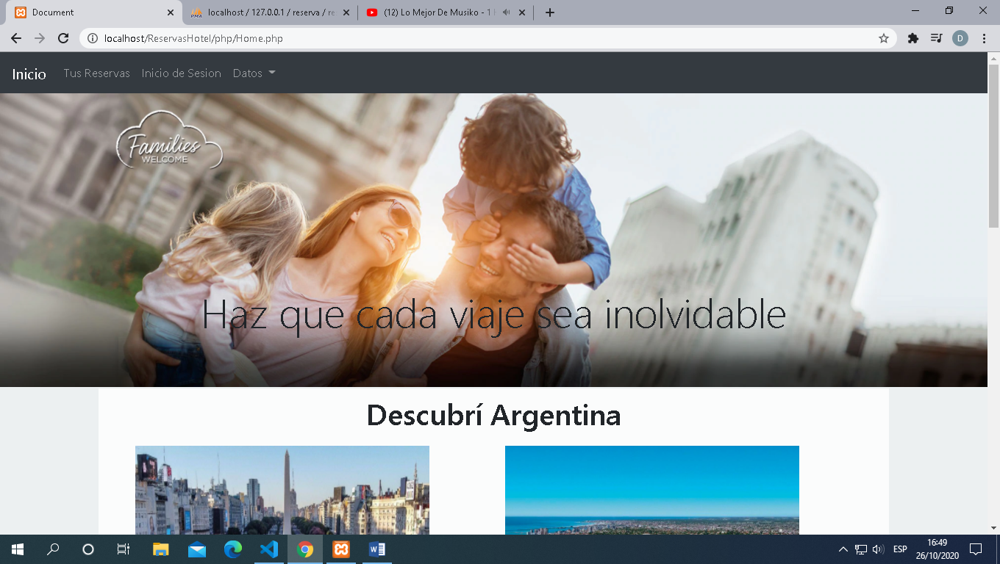 Document
localhost / 127.0.0.1 / reserva / re
(12) Lo Mejor De Musiko - 1 H
localhost/ReservasHotel/php/Home.php
D
Inicio
Tus Reservas
Inicio de Sesion
Datos
Families
WELCOME
Haz que cada viaje sea inolvidable
Descubrí Argentina
ESP
16:49
26/10/2020